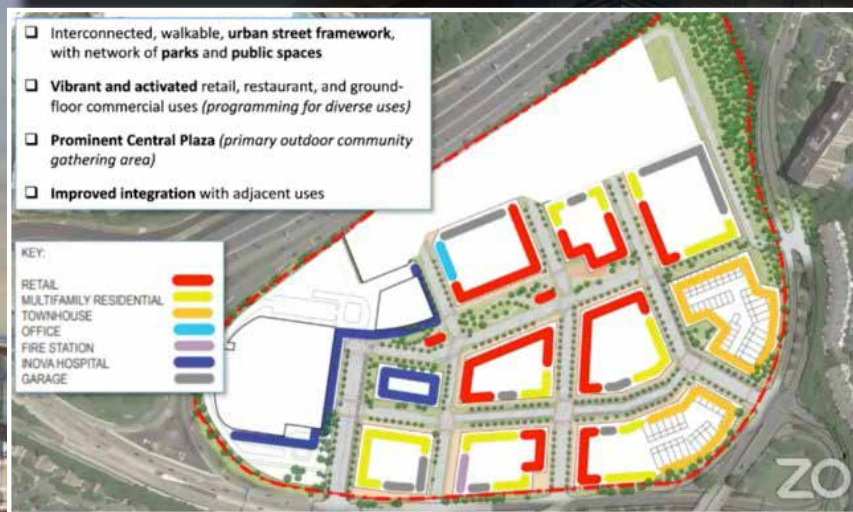 Interconnected, walkable, urban street framework,
with network of parks and public spaces
Vibrant and activated retail, restaurant, and ground-
floor commercial uses (programming for diverse uses)
Prominent Central Plaza (primary outdoor community
gathering area)
Improved integration with adjacent uses
KEY:
RETAIL
MULTIFAMILY RESIDENTIAL
TOWNHOUSE
OFFICE
FIRE STATION
INOVA HOSPITAL
GARAGE
ZO